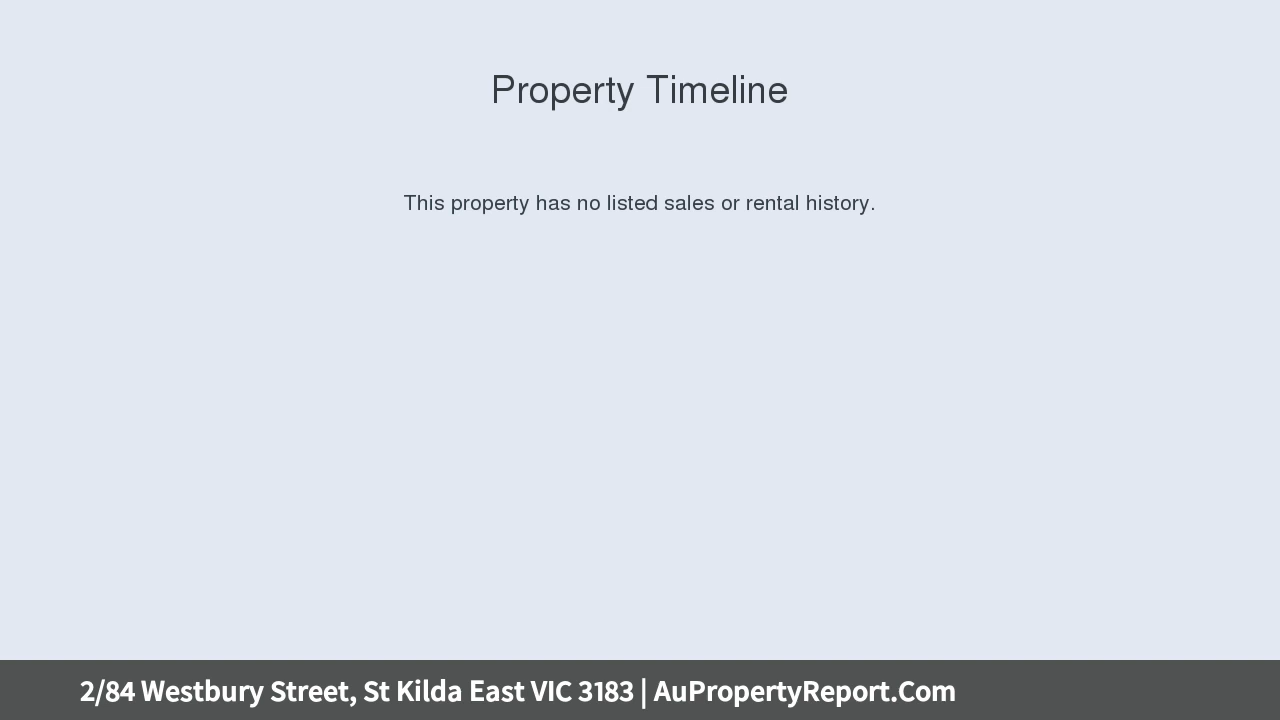 Property Timeline
This property has no listed sales or rental history.
2/84 Westbury Street, St Kilda East VIC 3183 | AuPropertyReport.Com